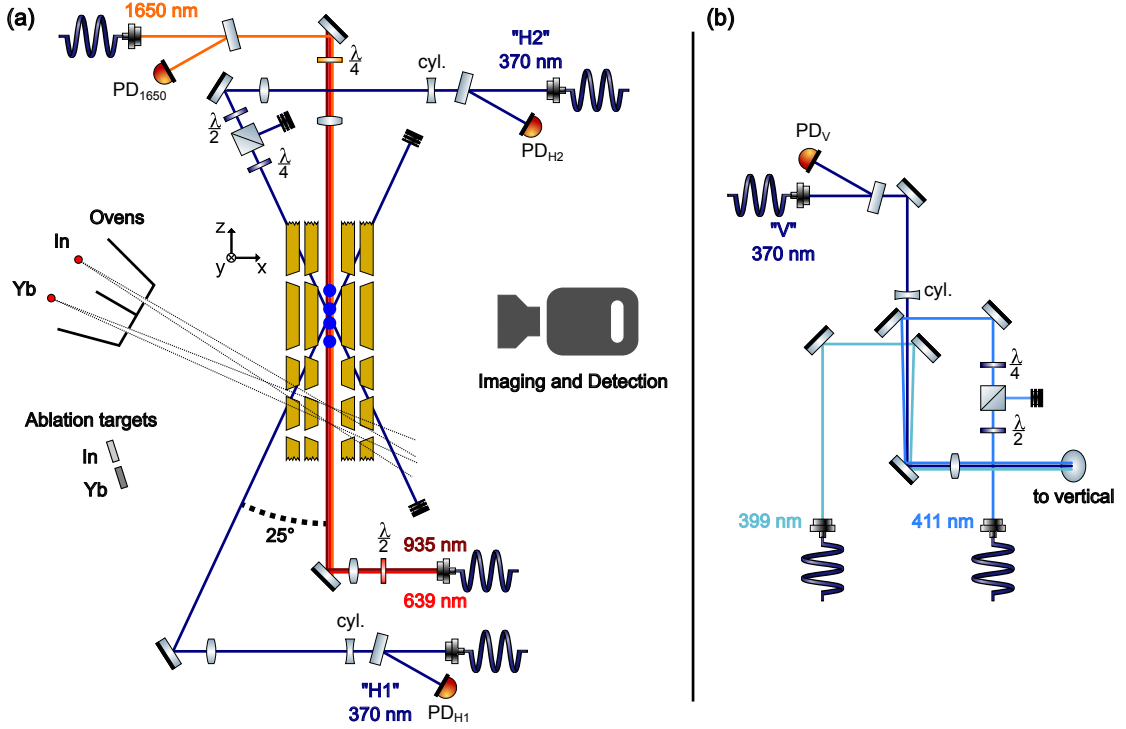 (a)
1650 nm
PD1650
λ
4
cyl.
"H2"
370 nm
PDH2
λ
2
λ
4
Ovens
In
Yb
z
y
x
Imaging and Detection
Ablation targets
In
Yb
25°
λ
2
935 nm
639 nm
cyl.
"H1"
370 nm
PDH1
(b)
PDV
"V"
370 nm
cyl.
λ
4
λ
2
to vertical
399 nm
411 nm